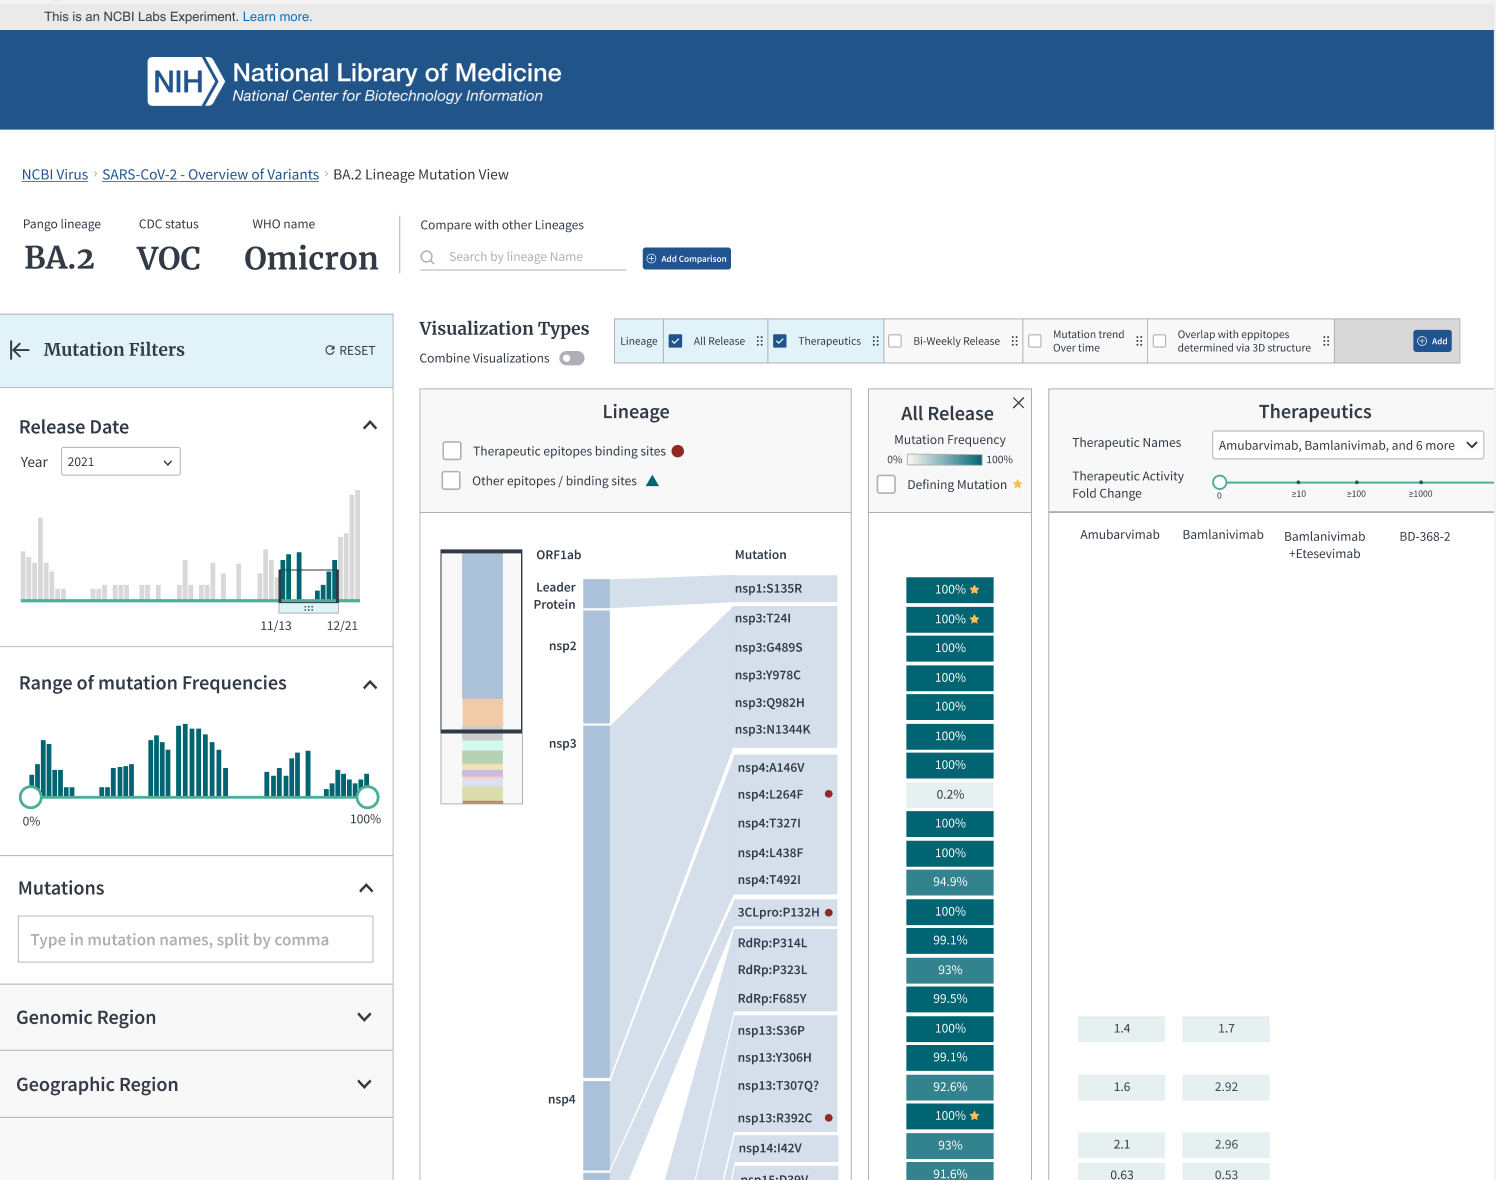 This is an NCBI Labs Experiment. Learn more.
NIH National Library of Medicine
National Center for Biotechnology Information
NCBI Virus › SARS-CoV-2 - Overview of Variants › BA.2 Lineage Mutation View
Pango lineage
BA.2
CDC status
VOC
WHO name
Omicron
Compare with other Lineages
Search by lineage Name
Add Comparison
Mutation Filters
RESET
Release Date
Year
2021
11/13
12/21
Range of mutation Frequencies
0%
100%
Mutations
Type in mutation names, split by comma
Genomic Region
Geographic Region
Visualization Types
Combine Visualizations
Lineage
All Release
Therapeutics
Bi-Weekly Release
Mutation trend
Over time
Overlap with eppitopes
determined via 3D structure
Add
Lineage
Therapeutic epitopes binding sites
Other epitopes / binding sites
ORF1ab
Leader
Protein
nsp2
nsp3
nsp4
Mutation
nsp1:S135R
nsp3:T24I
nsp3:G489S
nsp3:Y978C
nsp3:Q982H
nsp3:N1344K
nsp4:A146V
nsp4:L264F
nsp4:T327I
nsp4:L438F
nsp4:T492I
3CLpro:P132H
RdRp:P314L
RdRp:P323L
RdRp:F685Y
nsp13:S36P
nsp13:Y306H
nsp13:T307Q?
nsp13:R392C
nsp14:I42V
nsp15:D39V
All Release
Mutation Frequency
0%
100%
Defining Mutation
100%
100%
100%
100%
100%
100%
100%
0.2%
100%
100%
94.9%
100%
99.1%
93%
99.5%
100%
99.1%
92.6%
100%
93%
91.6%
Therapeutics
Therapeutic Names
Amubarvimab, Bamlanivimab, and 6 more
Therapeutic Activity
Fold Change
0
≥10
≥100
≥1000
Amubarvimab
Bamlanivimab
Bamlanivimab
+Etesevimab
BD-368-2
1.4
1.7
1.6
2.92
2.1
2.96
0.63
0.53